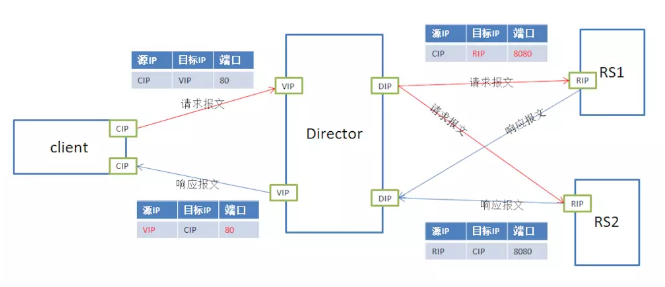 源IP 目标IP 端口
CIP RIP 8080
源IP 目标IP 端口
CIP VIP 80
请求报文
请求报文
RS1
RIP
VIP
DIP
CIP
client
CIP
Director
请求报文
响应报文
响应报文
VIP
DIP
响应报文
RIP
RS2
源IP 目标IP 端口
VIP CIP 80
源IP 目标IP 端口
RIP CIP 8080